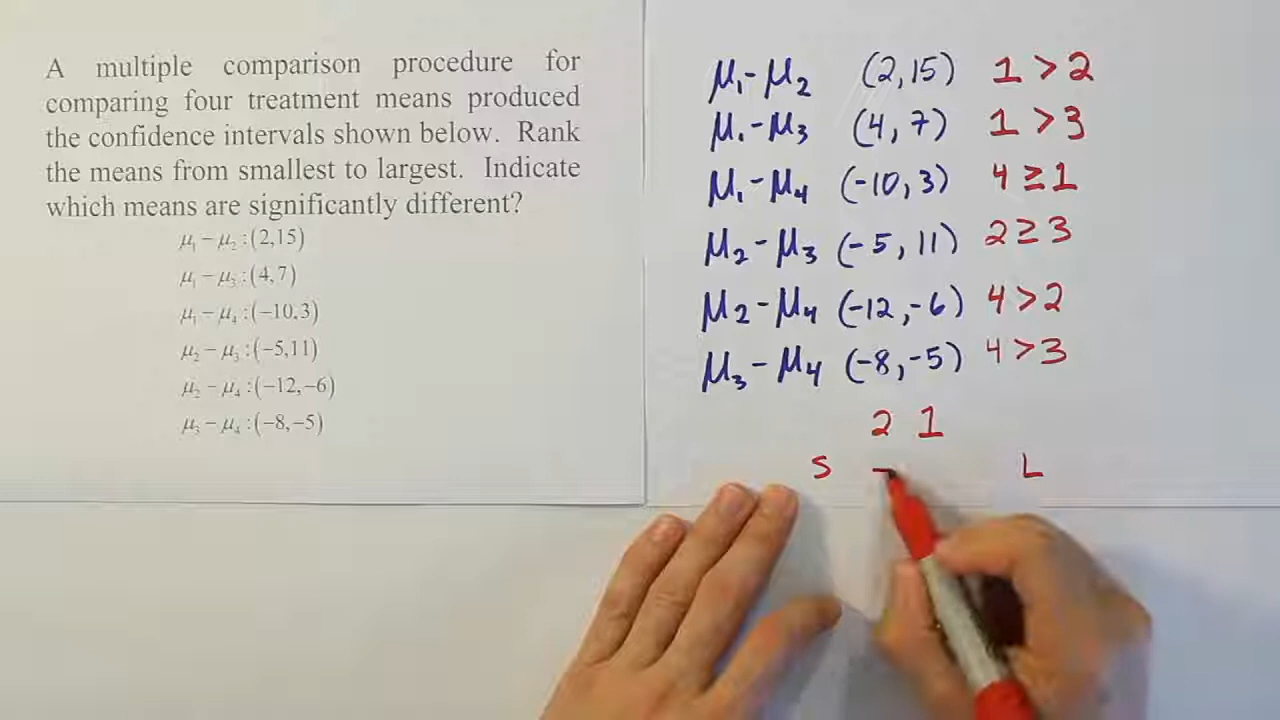 A multiple comparison procedure for
comparing four treatment means produced
the confidence intervals shown below. Rank
the means from smallest to largest. Indicate
which means are significantly different?
μ₁ − μ₂ :(2,15)
μ₁ − μ₃ :(4,7)
μ₁ − μ₄ :(−10,3)
μ₂ − μ₃ :(−5,11)
μ₂ − μ₄ :(−12,−6)
μ₃ − μ₄ :(−8,−5)
μ₁-μ₂ (2,15) 1 > 2
μ₁-μ₃ (4,7) 1 > 3
μ₁-μ₄ (-10,3) 4 ≥ 1
μ₂-μ₃ (-5,11) 2 ≥ 3
μ₂-μ₄ (-12,-6) 4 > 2
μ₃-μ₄ (-8,-5) 4 > 3
2 1
S L